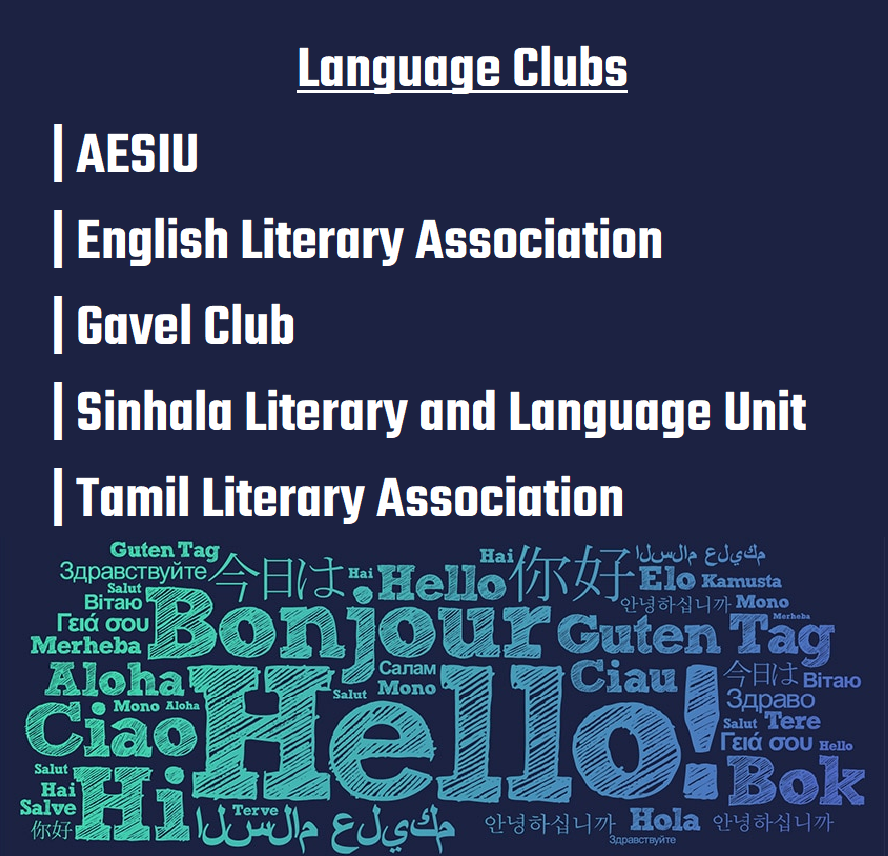 Language Clubs
| AESIU
| English Literary Association
| Gavel Club
| Sinhala Literary and Language Unit
| Tamil Literary Association
Guten Tag
Hai 你好 السلام عليكم
Здравствуйте 今日は Hai Hello Elo Kamusta
Salut
Вітаю Bonjour 안녕하십니까 Mono
Merheba
Γειά σου Guten Tag
Merheba
Aloha Салам Mono Ciau 今日は Вітаю
Salut
Mono Aloha Здраво
Ciao Hello! Salut Tere
Γειά σου Hello
Salut
Hai Hi Bok
Salve
你好 Terve السلام عليكم 안녕하십니까 Hola 안녕하십니까
Здравствуйте